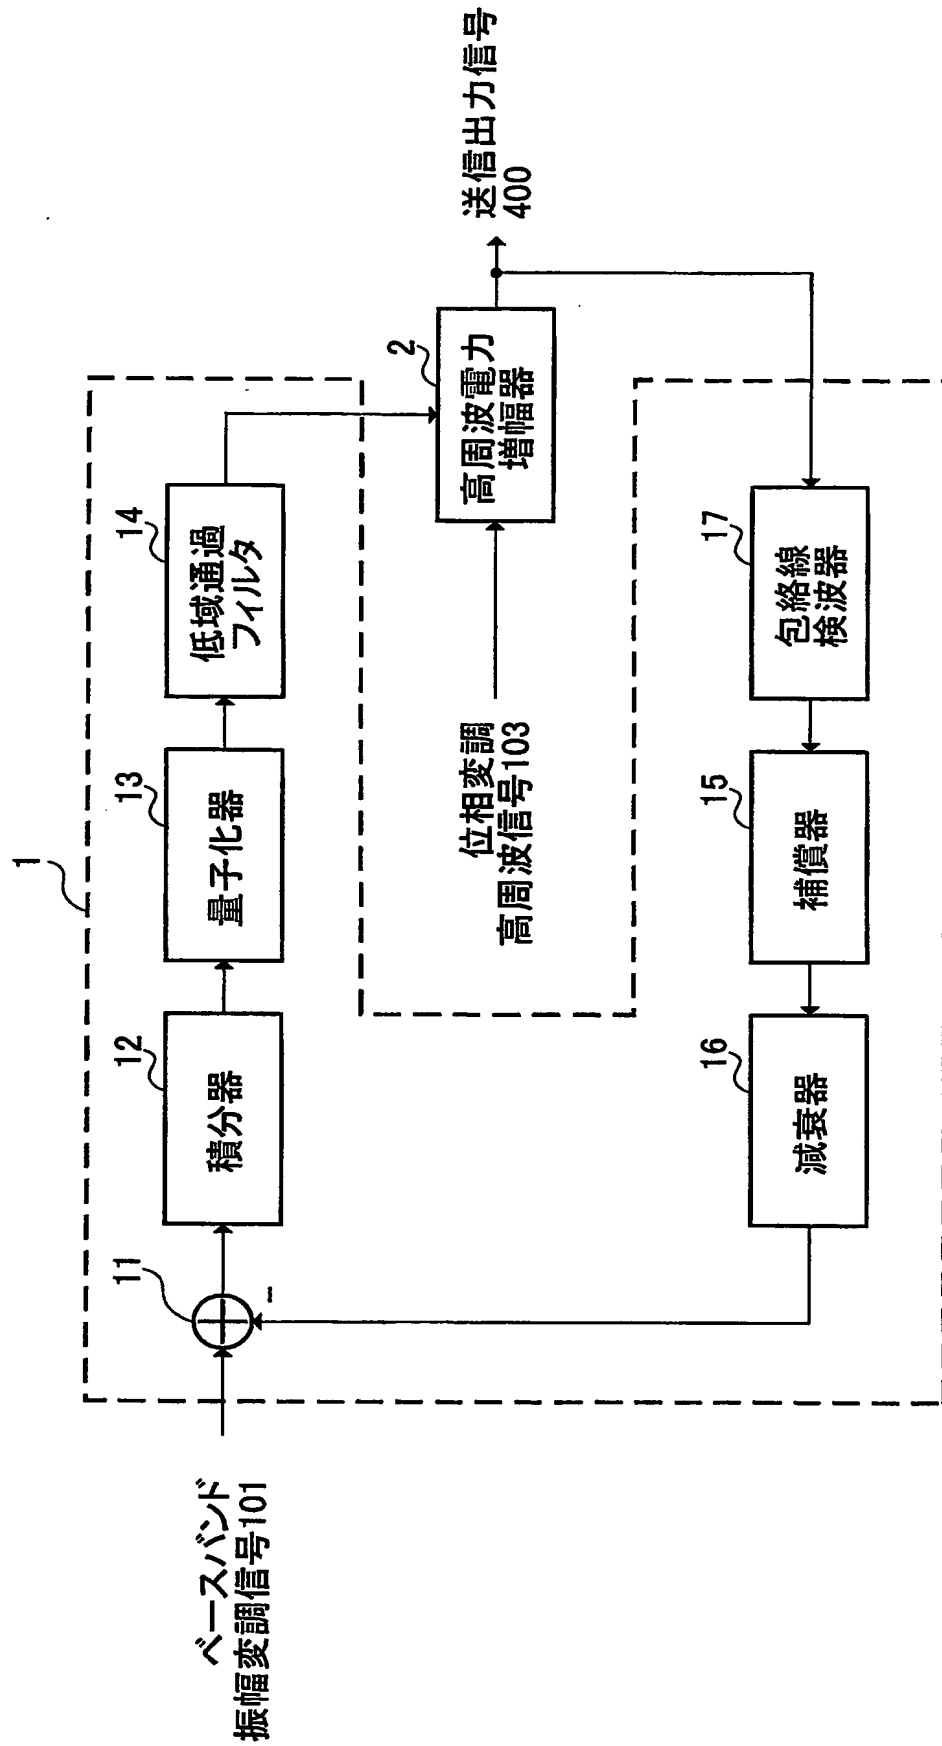 1
ベースバンド
振幅変調信号101
11
-
12
積分器
13
量子化器
14
低域通過
フィルタ
位相変調
高周波信号103
2
高周波電力
増幅器
送信出力信号
400
16
減衰器
15
補償器
17
包絡線
検波器